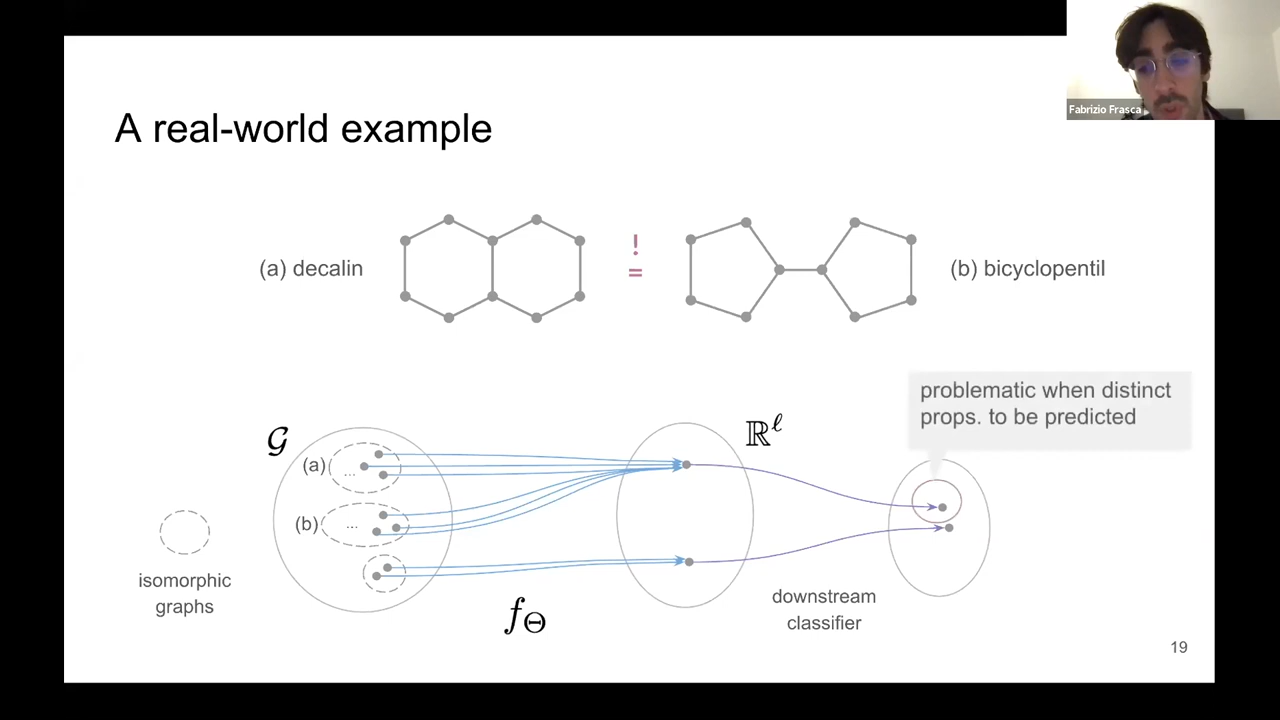 Fabrizio Frasca
A real-world example
(a) decalin
!
=
(b) bicyclopentil
problematic when distinct
props. to be predicted
𝒢
ℝ^ℓ
(a)
...
(b)
...
isomorphic
graphs
f_Θ
downstream
classifier
19